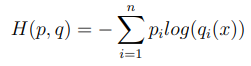 H(p, q) = − ∑_{i=1}^{n} p_i log(q_i(x))